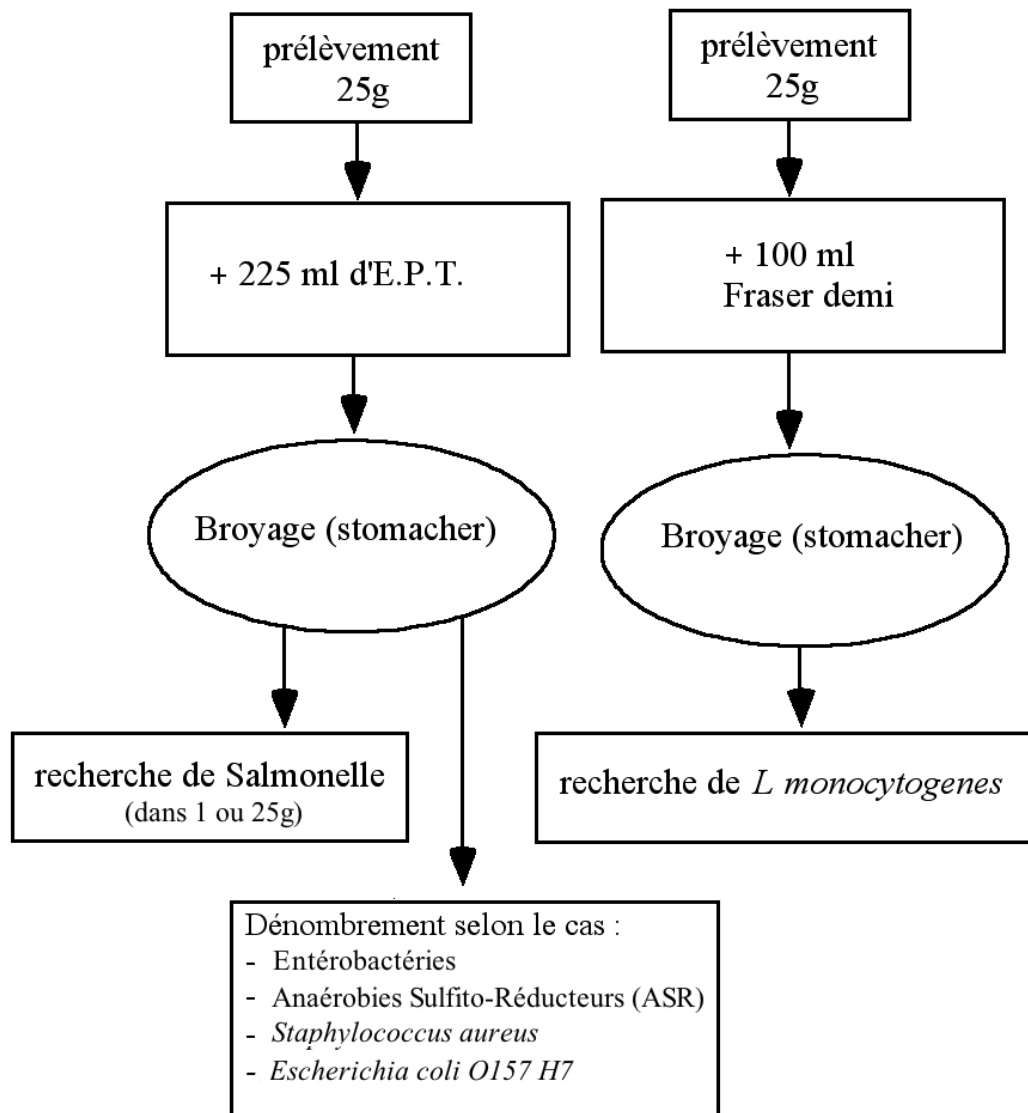 prélèvement
25g
+ 225 ml d'E.P.T.
Broyage (stomacher)
recherche de Salmonelle
(dans 1 ou 25g)
Dénombrement selon le cas :
- Entérobactéries
- Anaérobies Sulfito-Réducteurs (ASR)
- Staphylococcus aureus
- Escherichia coli O157 H7
prélèvement
25g
+ 100 ml
Fraser demi
Broyage (stomacher)
recherche de L monocytogenes